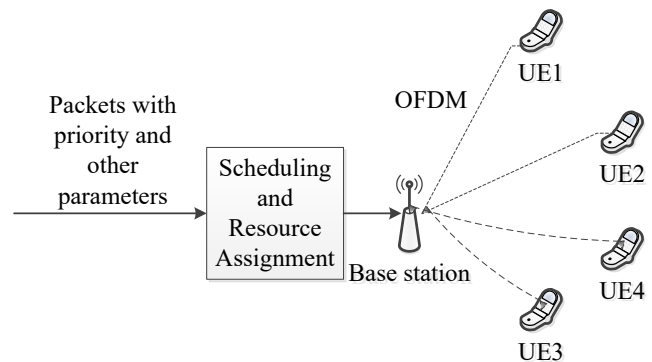 Packets with
priority and
other
parameters
Scheduling
and
Resource
Assignment
Base station
OFDM
UE1
UE2
UE4
UE3